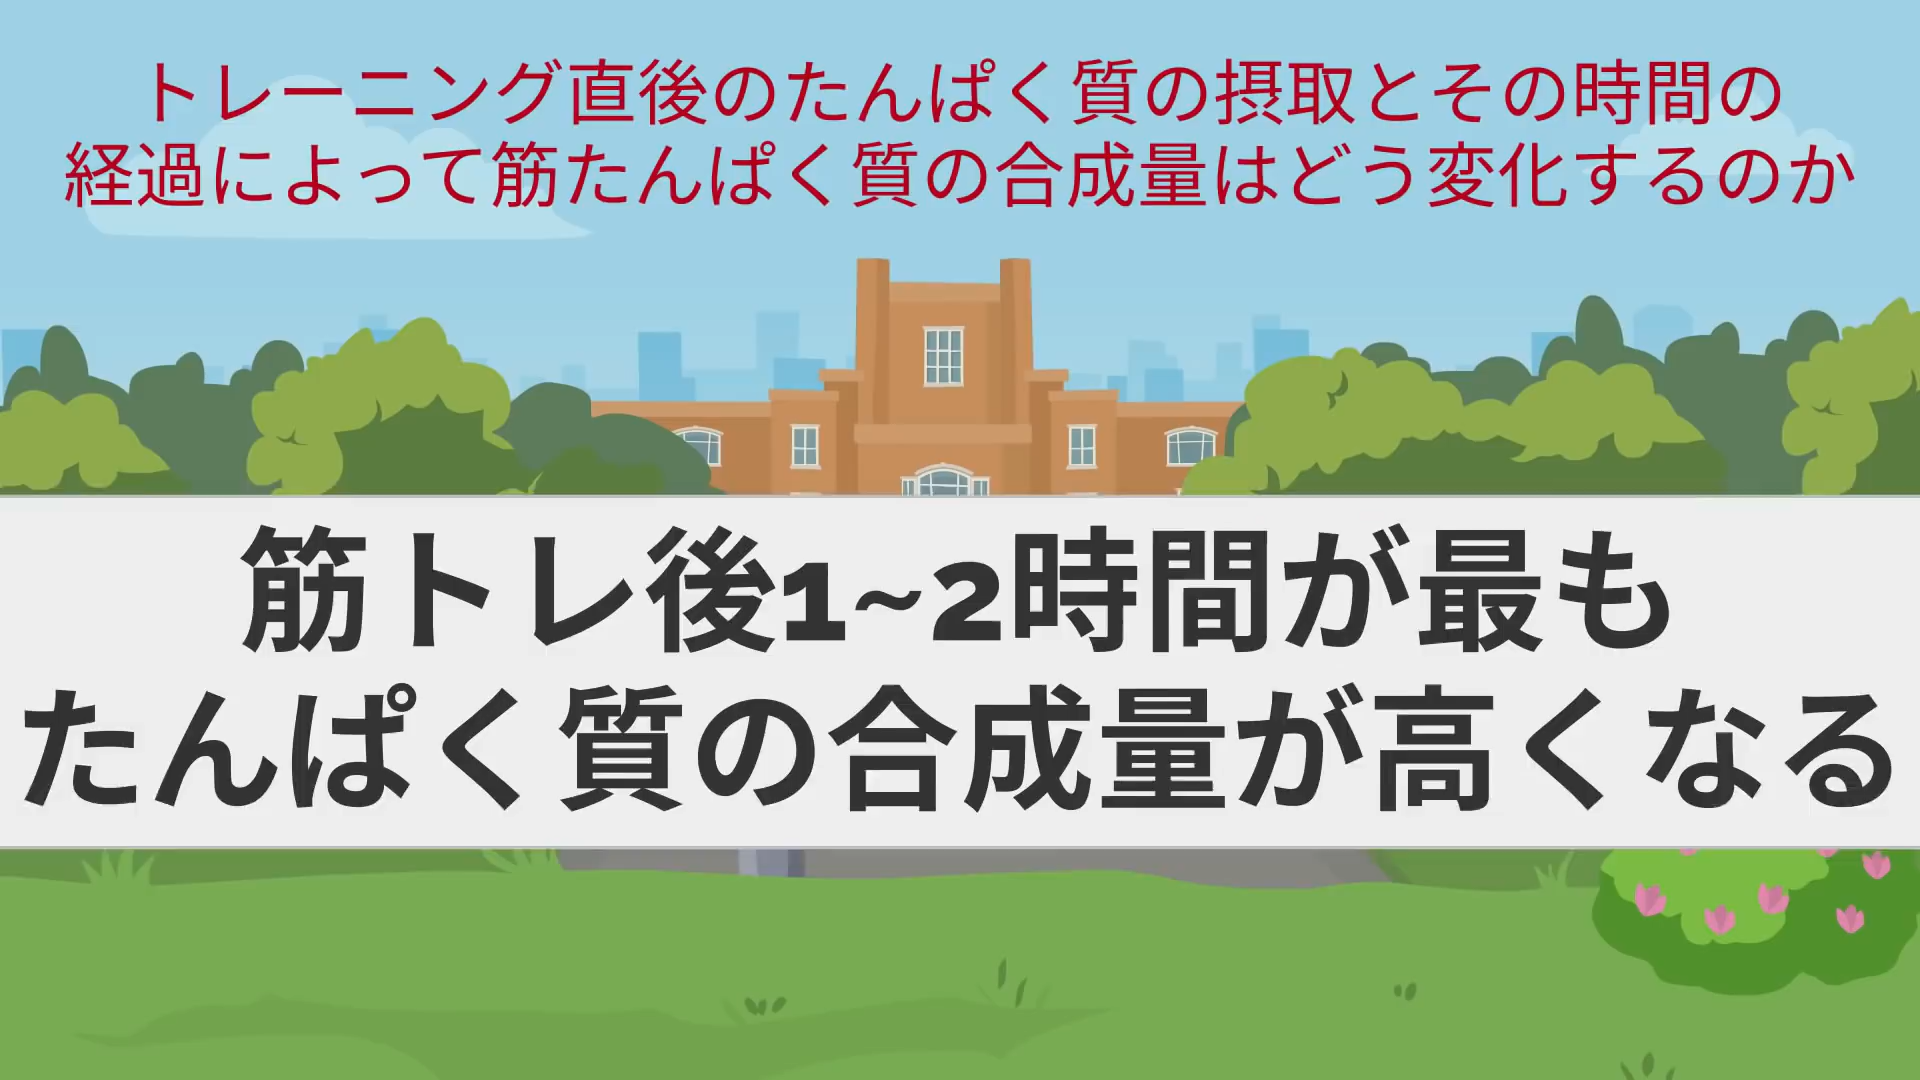 トレーニング直後のたんぱく質の摂取とその時間の
経過によって筋たんぱく質の合成量はどう変化するのか
筋トレ後1~2時間が最も
たんぱく質の合成量が高くなる